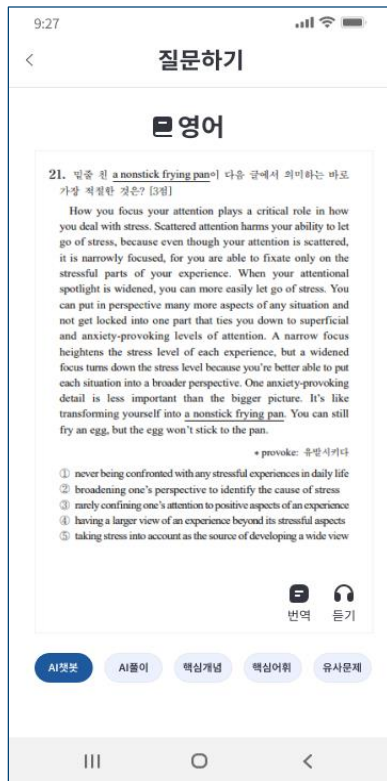 9:27
질문하기
영어
21. 밑줄 친 a nonstick frying pan이 다음 글에서 의미하는 바로
가장 적절한 것은? [3점]
How you focus your attention plays a critical role in how
you deal with stress. Scattered attention harms your ability to let
go of stress, because even though your attention is scattered,
it is narrowly focused, for you are able to fixate only on the
stressful parts of your experience. When your attentional
spotlight is widened, you can more easily let go of stress. You
can put in perspective many more aspects of any situation and
not get locked into one part that ties you down to superficial
and anxiety-provoking levels of attention. A narrow focus
heightens the stress level of each experience, but a widened
focus turns down the stress level because you're better able to put
each situation into a broader perspective. One anxiety-provoking
detail is less important than the bigger picture. It's like
transforming yourself into a nonstick frying pan. You can still
fry an egg, but the egg won't stick to the pan.
* provoke: 유발시키다
① never being confronted with any stressful experiences in daily life
② broadening one's perspective to identify the cause of stress
③ rarely confining one's attention to positive aspects of an experience
④ having a larger view of an experience beyond its stressful aspects
⑤ taking stress into account as the source of developing a wide view
번역 듣기
AI챗봇 AI풀이 핵심개념 핵심어휘 유사문제